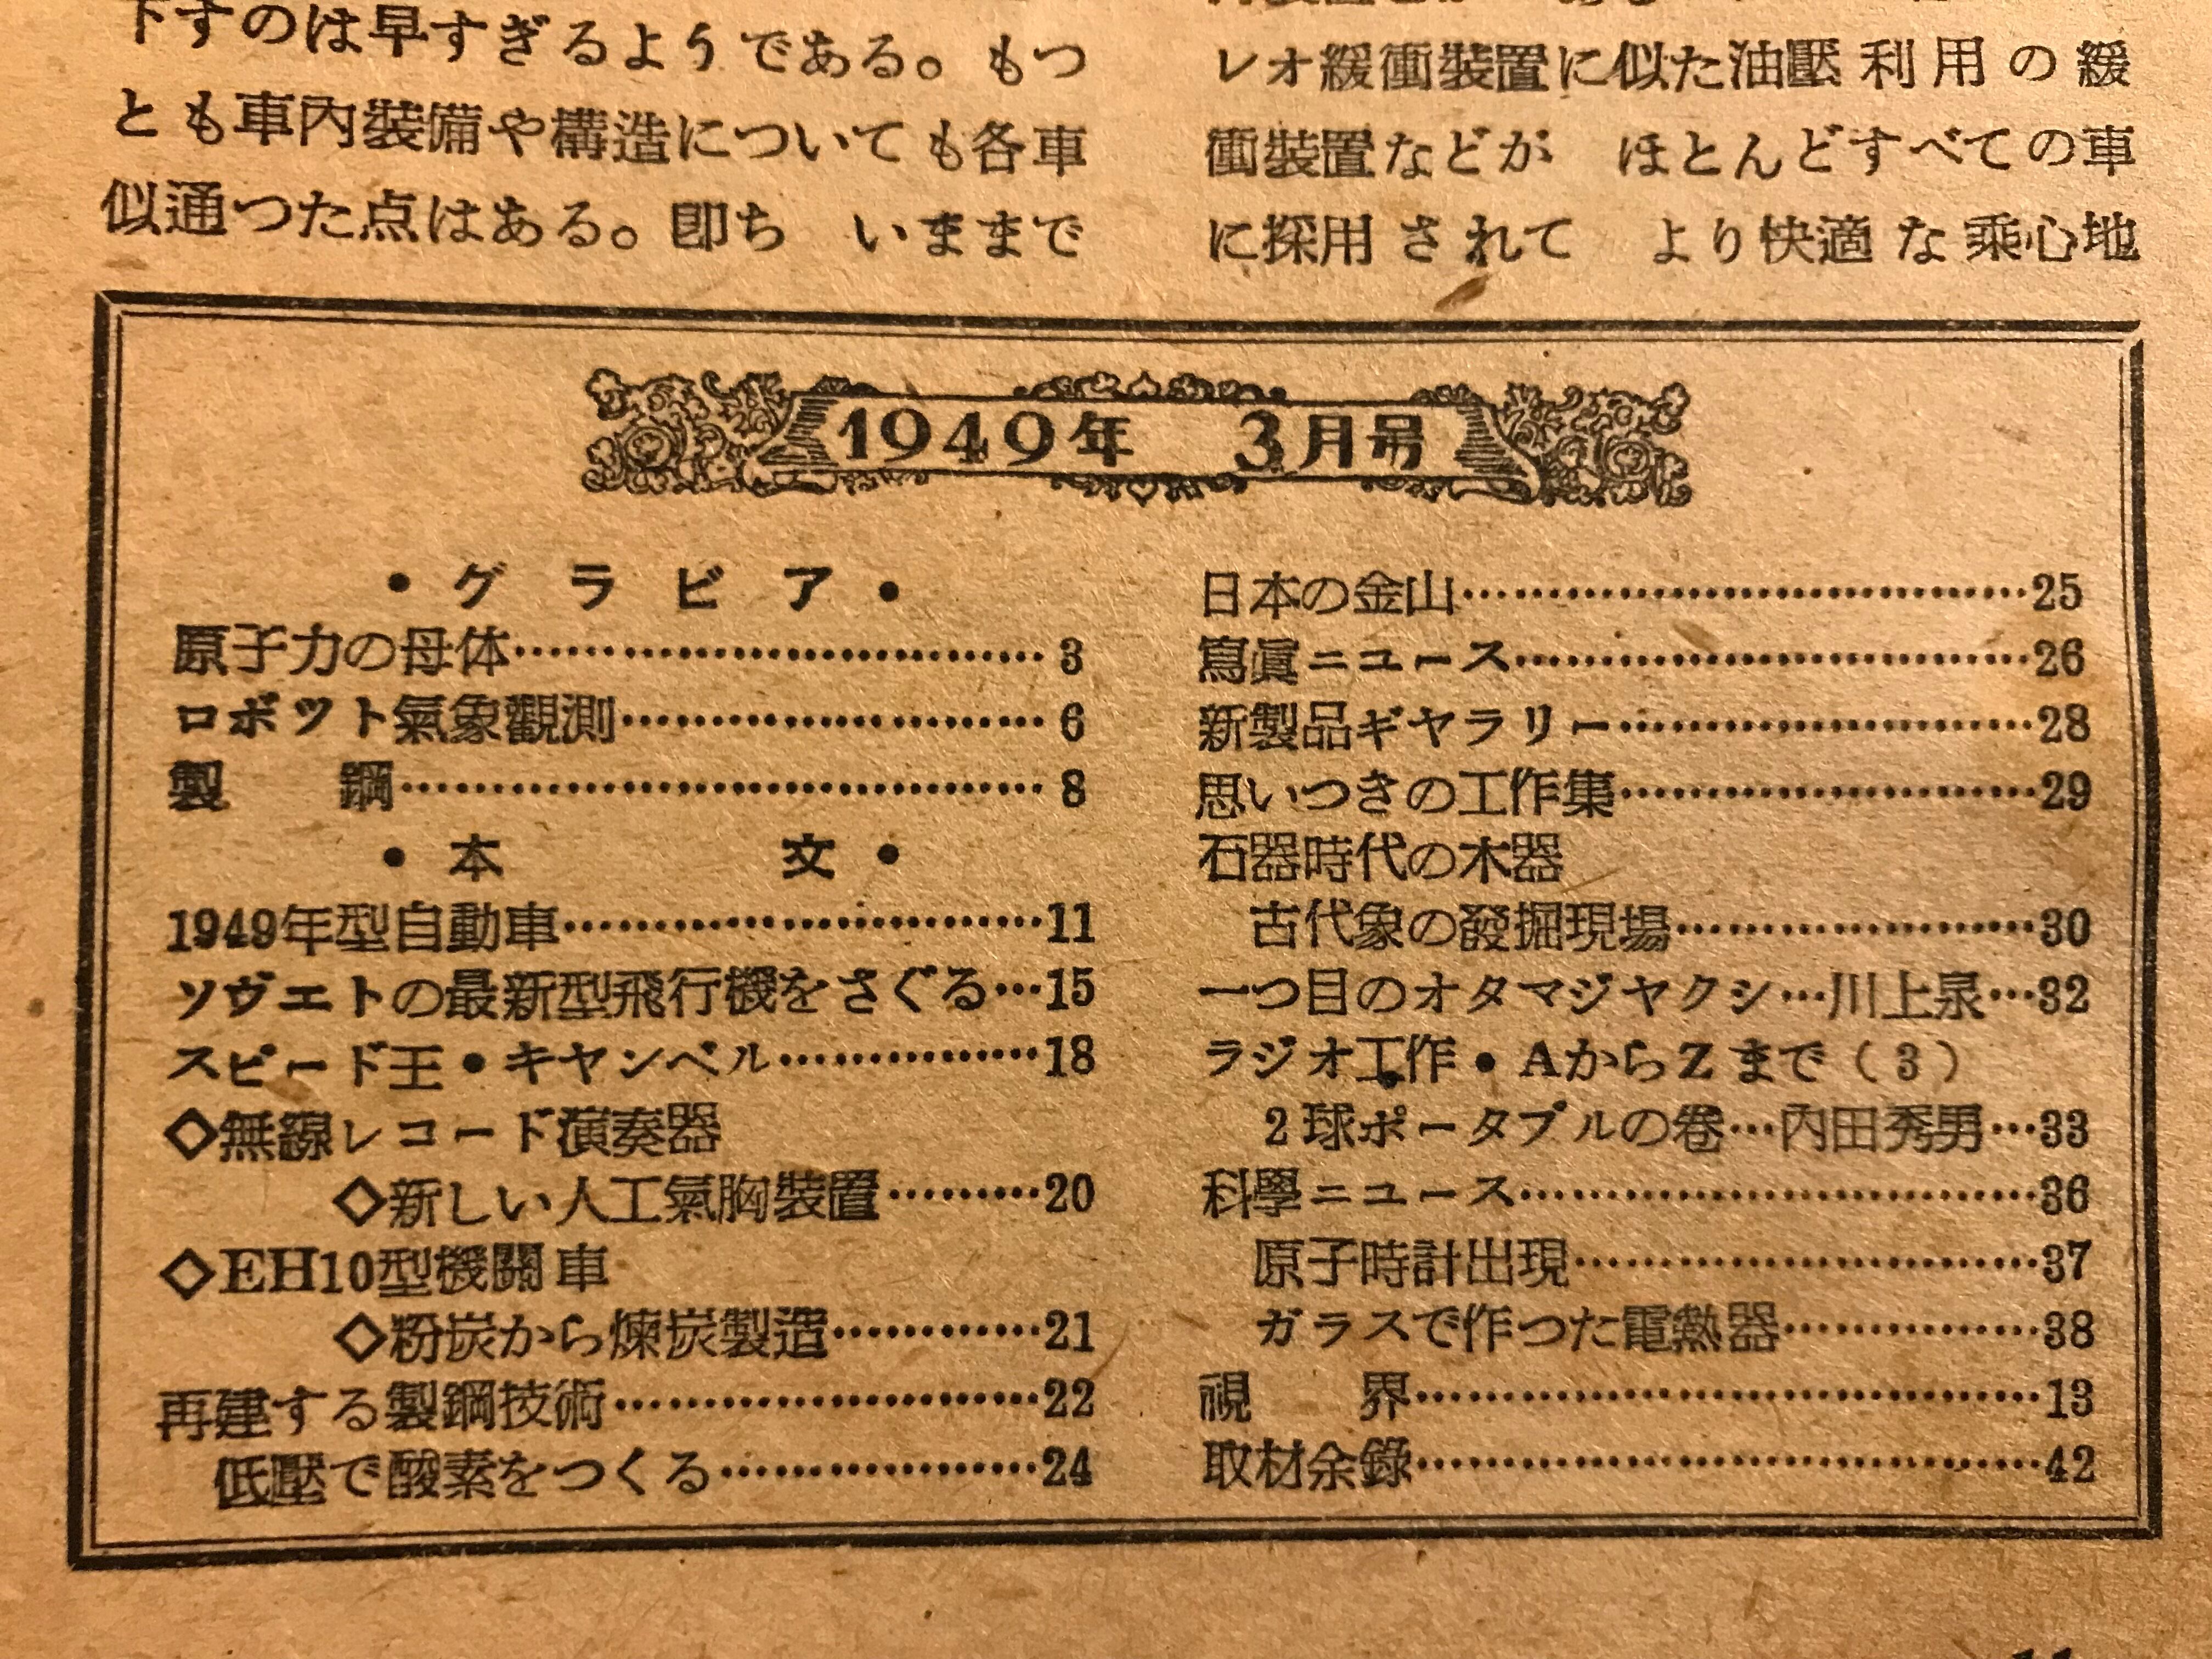 下すのは早すぎるようである。もつ
とも車內裝備や構造についても各車
似通つた点はある。卽ち　いままで
レオ緩衝裝置に似た油壓利用の緩
衝裝置などが　ほとんどすべての車
に採用されて　より快適な乘心地
1949年　3月号
•グラビア•
原子力の母体……………………………3
ロボット氣象觀測……………………6
製　　鋼………………………………8
•本　　　　文•
1949年型自動車………………………11
ソヴエトの最新型飛行機をさぐる…15
スピード王•キヤンベル……………18
◇無線レコード演奏器
◇新しい人工氣胸裝置………20
◇EH10型機關車
◇粉炭から煉炭製造…………21
再建する製鋼技術……………………22
低壓で酸素をつくる………………24
日本の金山……………………………25
寫眞ニユース…………………………26
新製品ギヤラリー……………………28
思いつきの工作集……………………29
石器時代の木器
古代象の發掘現場…………………30
一つ目のオタマジヤクシ…川上泉…32
ラジオ工作•AからZまで（3）
2球ポータブルの卷…內田秀男…33
科學ニユース…………………………36
原子時計出現………………………37
ガラスで作つた電熱器……………38
視　　界………………………………13
取材余錄………………………………42